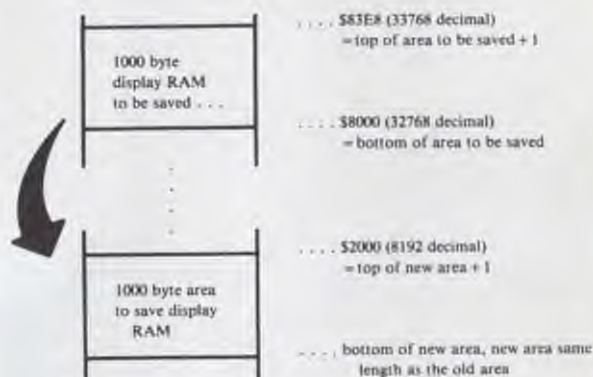 1000 byte
display RAM
to be saved . . .
. . . . $83E8 (33768 decimal)
= top of area to be saved + 1
. . . . $8000 (32768 decimal)
= bottom of area to be saved
1000 byte area
to save display
RAM
. . . . $2000 (8192 decimal)
= top of new area + 1
. . . . bottom of new area, new area same
length as the old area